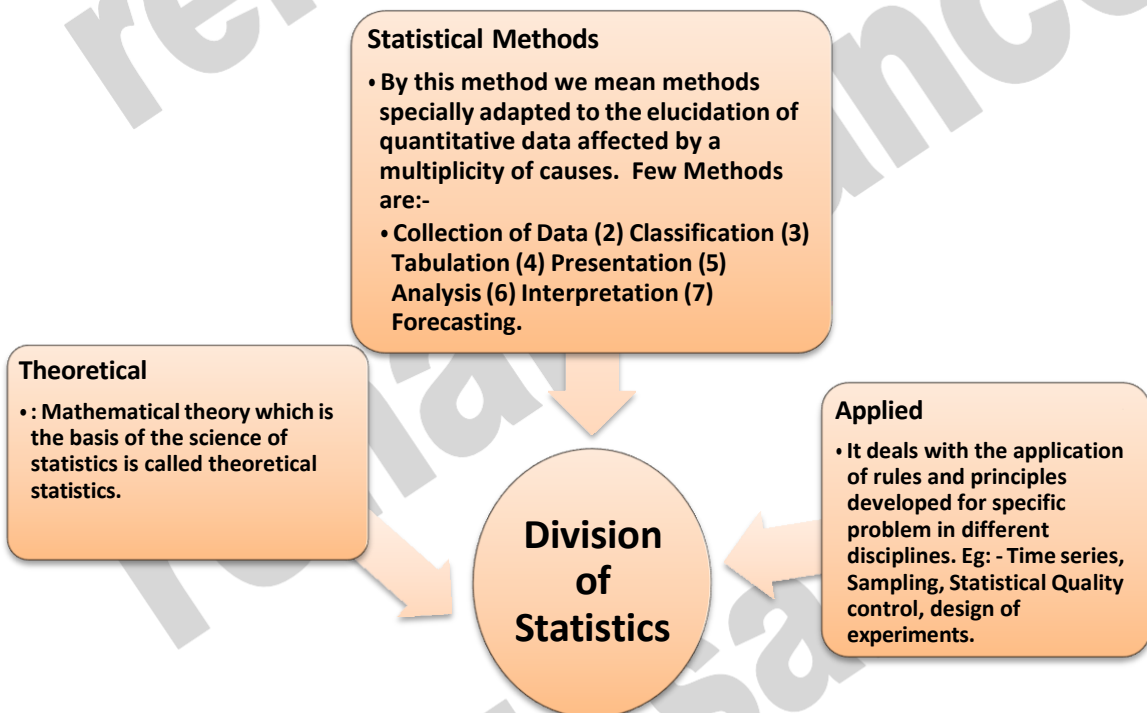 Statistical Methods
• By this method we mean methods
specially adapted to the elucidation of
quantitative data affected by a
multiplicity of causes. Few Methods
are:-
• Collection of Data (2) Classification (3)
Tabulation (4) Presentation (5)
Analysis (6) Interpretation (7)
Forecasting.
Theoretical
• : Mathematical theory which is
the basis of the science of
statistics is called theoretical
statistics.
Applied
• It deals with the application
of rules and principles
developed for specific
problem in different
disciplines. Eg: - Time series,
Sampling, Statistical Quality
control, design of
experiments.
Division
of
Statistics